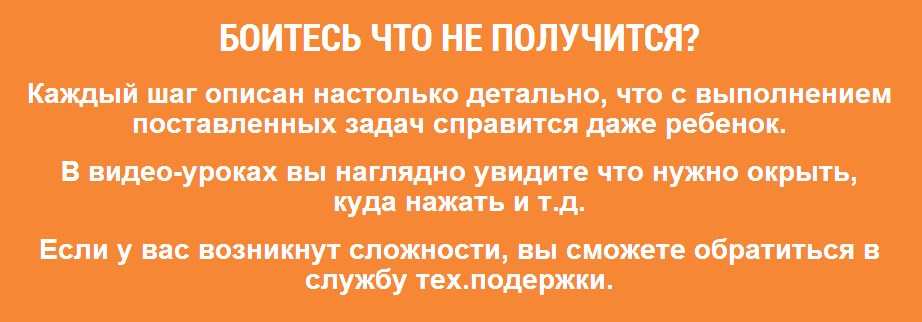 БОИТЕСЬ ЧТО НЕ ПОЛУЧИТСЯ?
Каждый шаг описан настолько детально, что с выполнением
поставленных задач справится даже ребенок.
В видео-уроках вы наглядно увидите что нужно окрыть,
куда нажать и т.д.
Если у вас возникнут сложности, вы сможете обратиться в
службу тех.подержки.